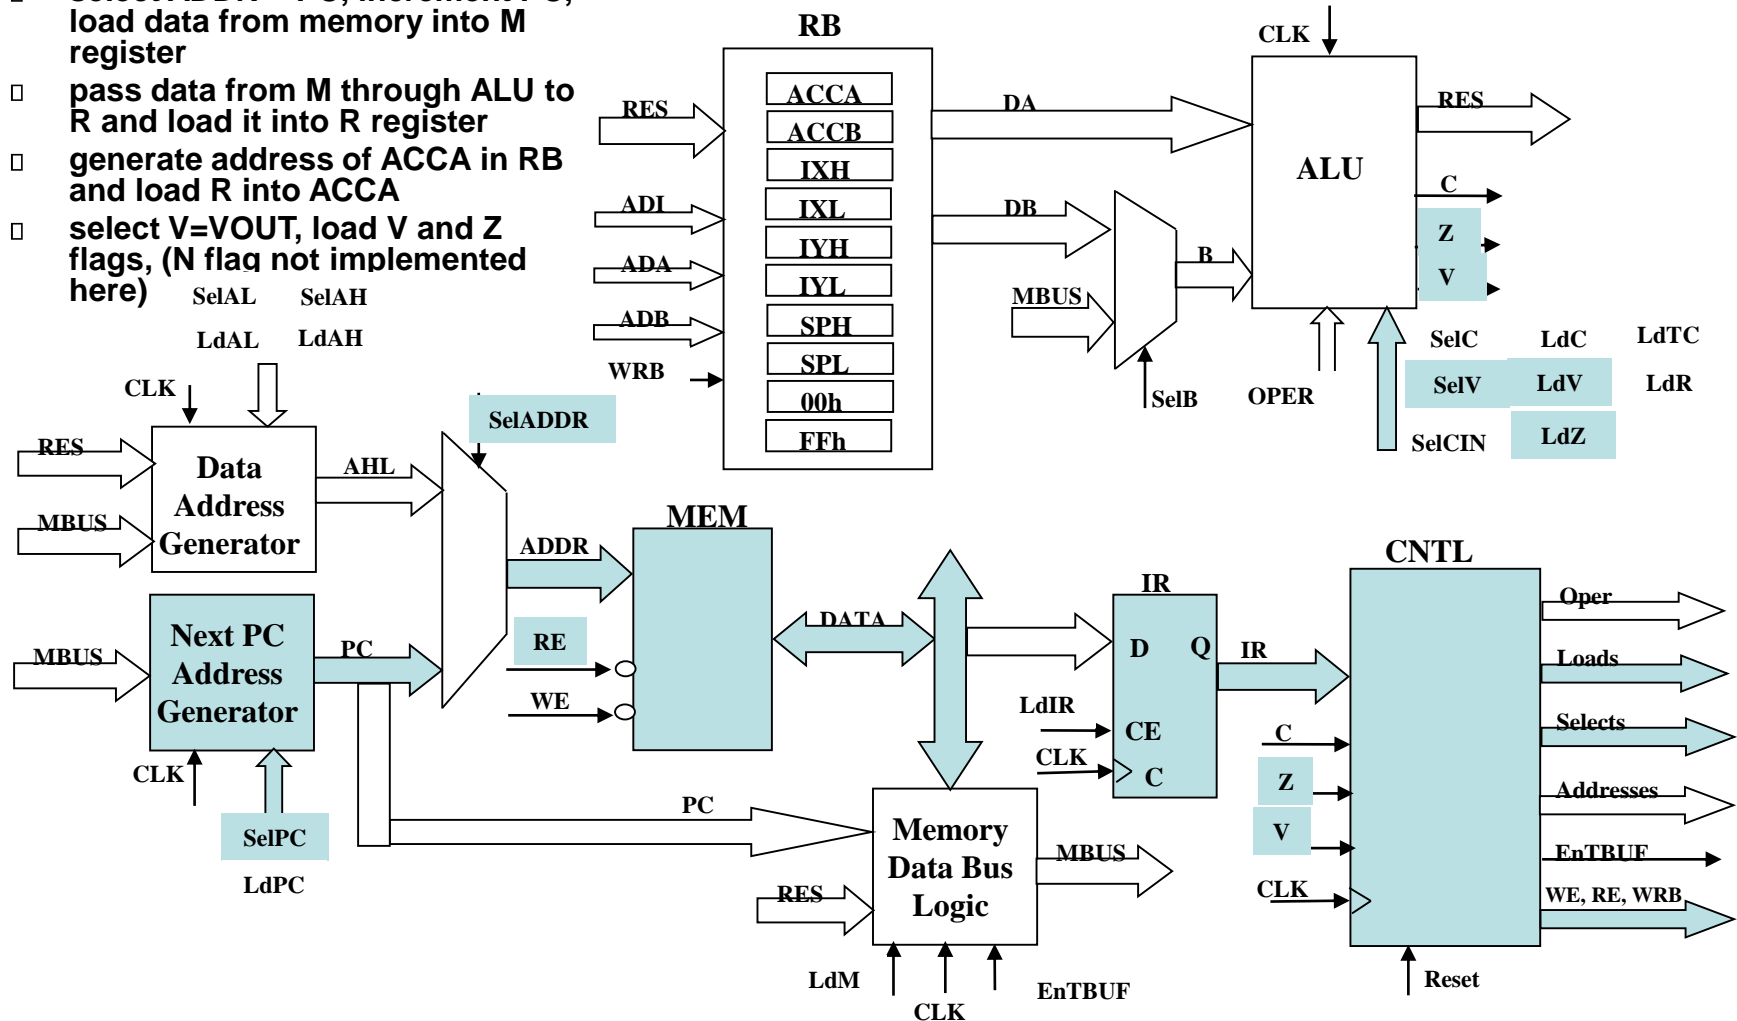 load data from memory into M
register
pass data from M through ALU to
R and load it into R register
generate address of ACCA in RB
and load R into ACCA
select V=VOUT, load V and Z
flags, (N flag not implemented
here)
SelAL SelAH
LdAL LdAH
CLK
RES
MBUS
Data
Address
Generator
AHL
MBUS
Next PC
Address
Generator
PC
CLK
SelPC
LdPC
SelADDR
ADDR
RE
WE
MEM
DATA
RB
RES
ADI
ADA
ADB
WRB
ACCA
ACCB
IXH
IXL
IYH
IYL
SPH
SPL
00h
FFh
DA
DB
MBUS
SelB
B
CLK
ALU
OPER
RES
C
Z
V
SelC LdC LdTC
SelV LdV LdR
SelCIN LdZ
IR
D Q
CE
C
LdIR
CLK
IR
PC
Memory
Data Bus
Logic
RES
MBUS
LdM
CLK
EnTBUF
CNTL
C
Z
V
CLK
Reset
Oper
Loads
Selects
Addresses
EnTBUF
WE, RE, WRB